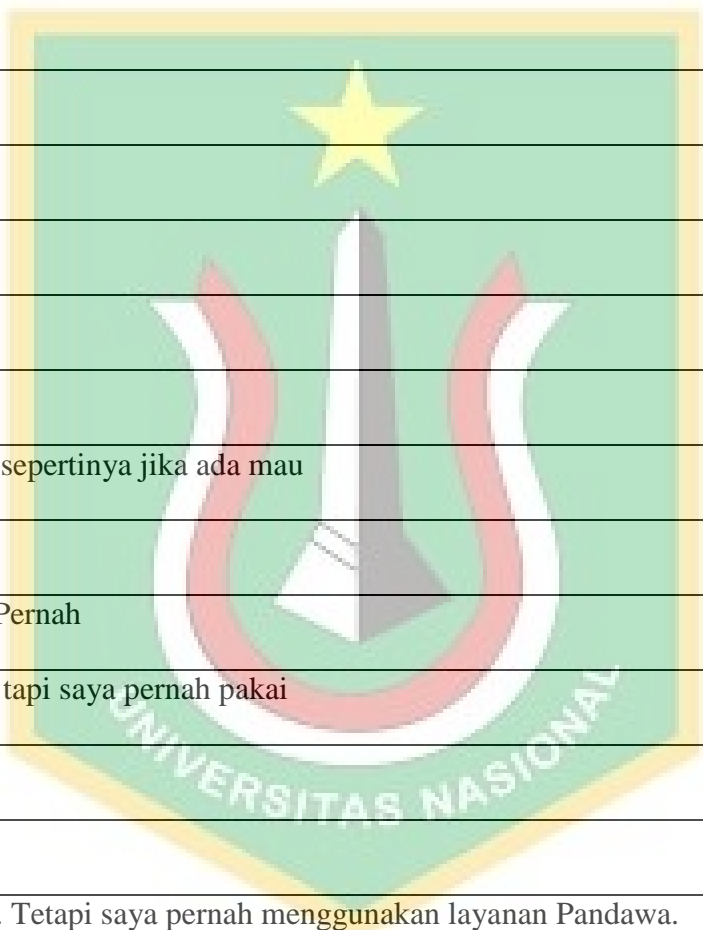 sepertinya jika ada mau
Pernah
tapi saya pernah pakai
UNIVERSITAS NASIONAL
. Tetapi saya pernah menggunakan layanan Pandawa.